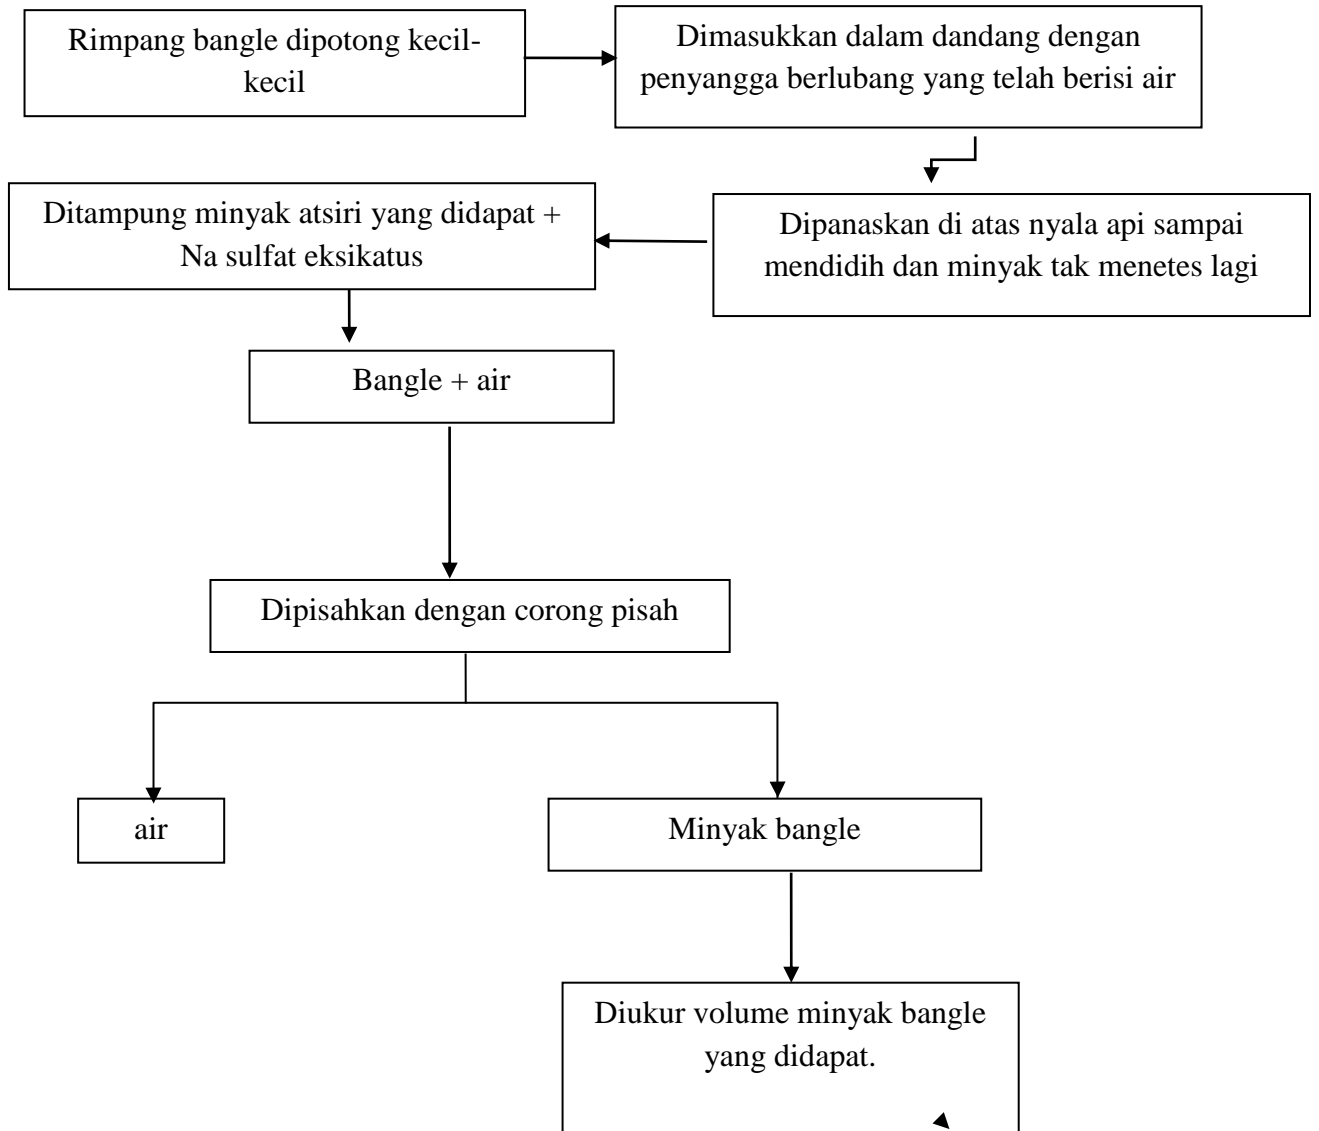 Rimpang bangle dipotong kecil-
kecil
Dimasukkan dalam dandang dengan
penyangga berlubang yang telah berisi air
Dipanaskan di atas nyala api sampai
mendidih dan minyak tak menetes lagi
Ditampung minyak atsiri yang didapat +
Na sulfat eksikatus
Bangle + air
Dipisahkan dengan corong pisah
air
Minyak bangle
Diukur volume minyak bangle
yang didapat.